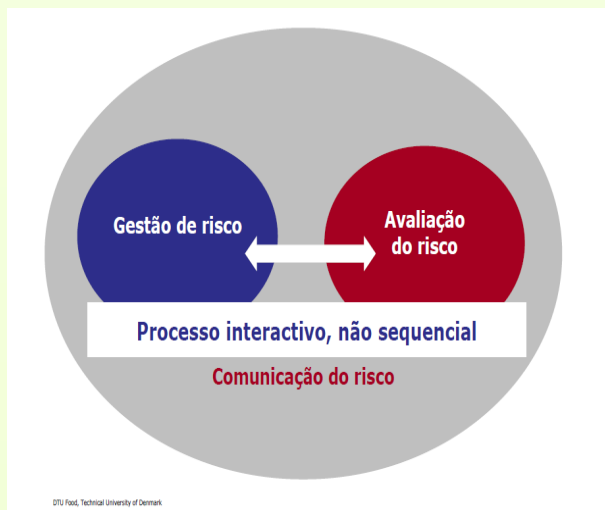 Gestão de risco
Avaliação
do risco
Processo interactivo, não sequencial
Comunicação do risco
DTU Food, Technical University of Denmark